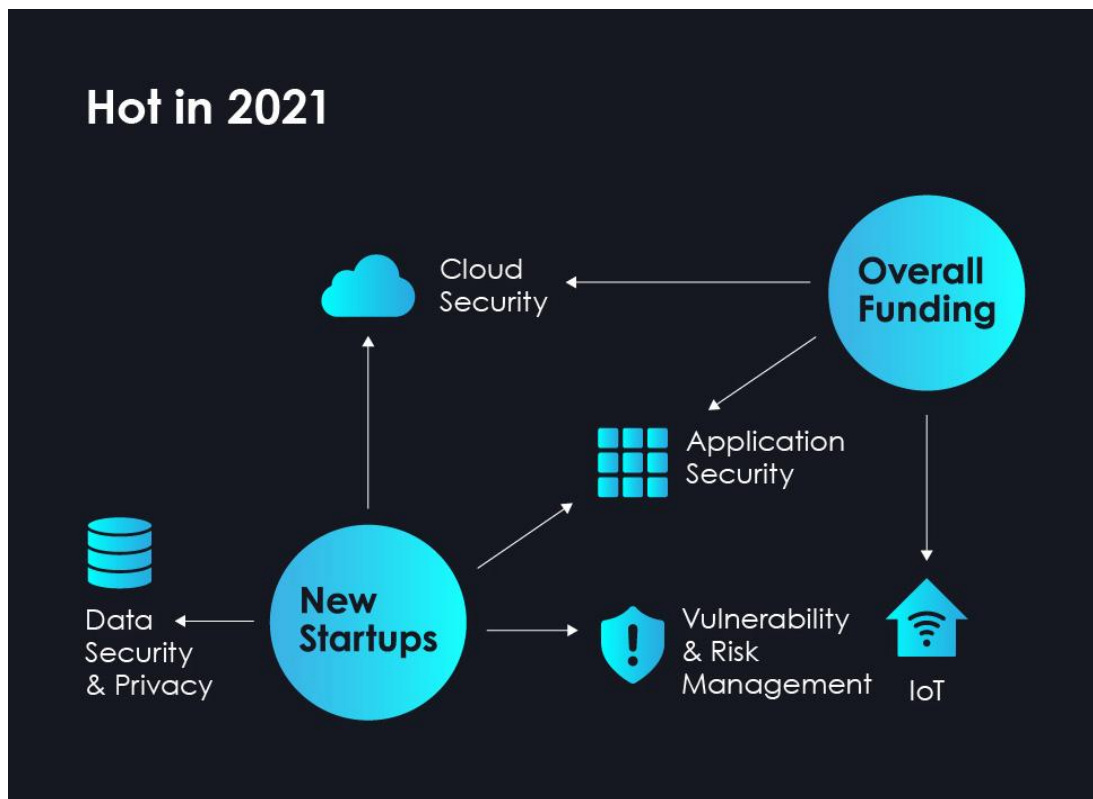 Hot in 2021
Cloud
Security
Overall
Funding
Application
Security
New
Startups
Data
Security
& Privacy
Vulnerability
& Risk
Management
IoT